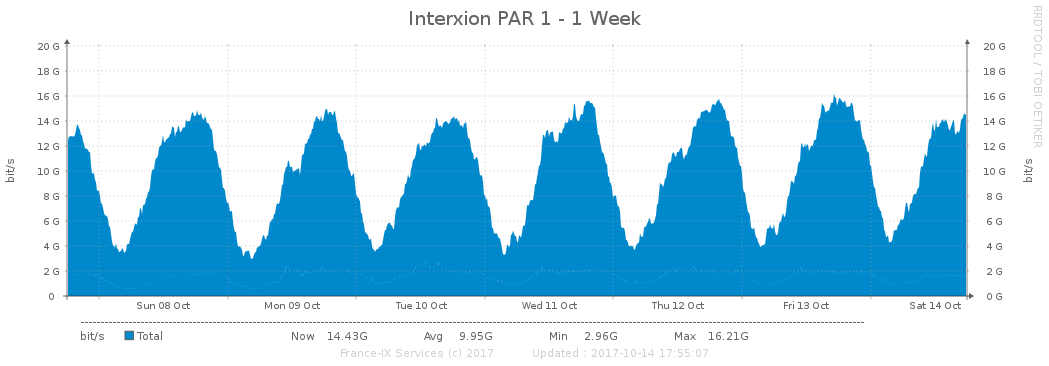 Interxion PAR 1 - 1 Week
RRDTOOL / TOBI OETIKER
20 G 20 G
18 G 18 G
16 G 16 G
14 G 14 G
12 G 12 G
10 G 10 G
8 G 8 G
6 G 6 G
4 G 4 G
2 G 2 G
0 0 G
bit/s
bit/s
Sun 08 Oct Mon 09 Oct Tue 10 Oct Wed 11 Oct Thu 12 Oct Fri 13 Oct Sat 14 Oct
bit/s Total Now 14.43G Avg 9.95G Min 2.96G Max 16.21G
France-IX Services (c) 2017 Updated : 2017-10-14 17:55:07